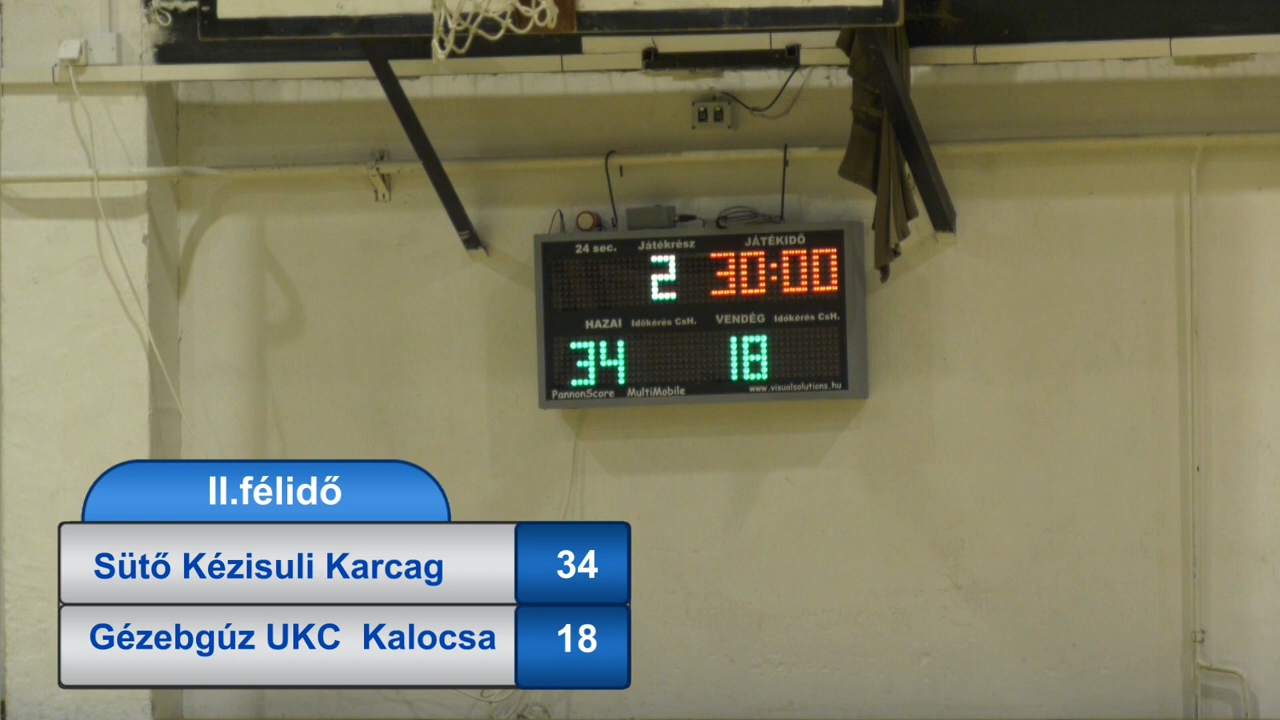 24 sec. Játékrész JÁTÉKIDŐ
2 30:00
HAZAI Időkérés CsH. VENDÉG Időkérés CsH.
34 18
PannonScore MultiMobile www.visualsolutions.hu
II.félidő
Sütő Kézisuli Karcag 34
Gézebgúz UKC Kalocsa 18